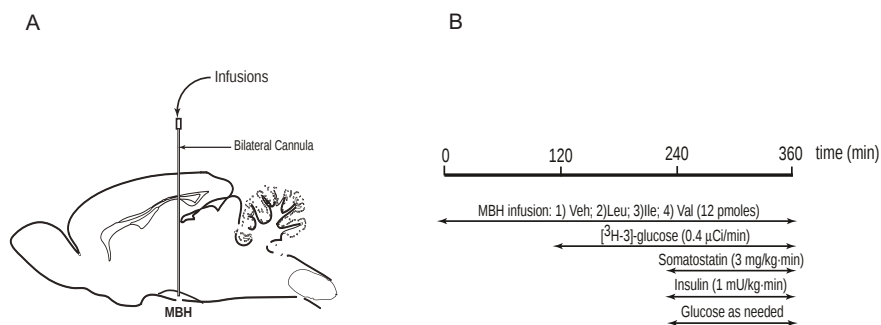 A
Infusions
Bilateral Cannula
MBH
B
0 120 240 360 time (min)
MBH infusion: 1) Veh; 2)Leu; 3)Ile; 4) Val (12 pmoles)
[³H-3]-glucose (0.4 µCi/min)
Somatostatin (3 mg/kg·min)
Insulin (1 mU/kg·min)
Glucose as needed